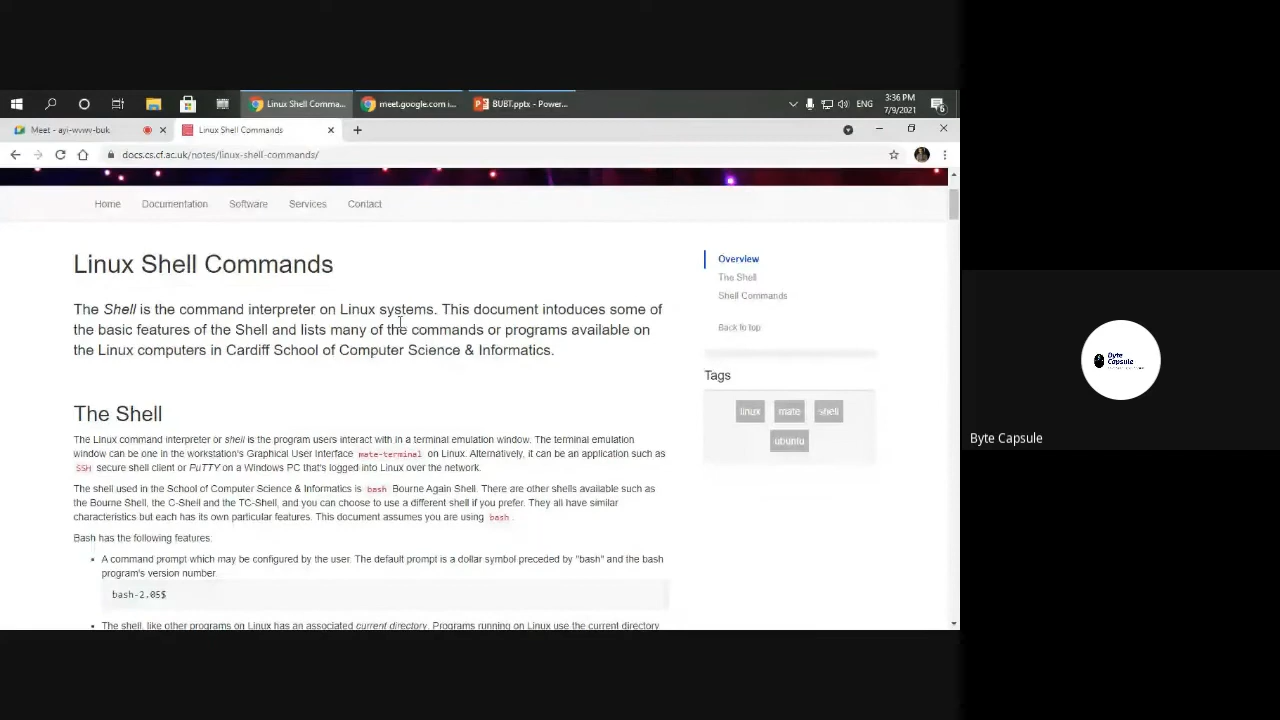 Linux Shell Comma...
meet.google.com i...
BUBT.pptx - Power...
ENG
3:36 PM
7/9/2021
6
Meet - ayi-wvwv-buk
Linux Shell Commands
docs.cs.cf.ac.uk/notes/linux-shell-commands/
Home
Documentation
Software
Services
Contact
Linux Shell Commands
The Shell is the command interpreter on Linux systems. This document intoduces some of
the basic features of the Shell and lists many of the commands or programs available on
the Linux computers in Cardiff School of Computer Science & Informatics.
The Shell
The Linux command interpreter or shell is the program users interact with in a terminal emulation window. The terminal emulation
window can be one in the workstation's Graphical User Interface mate-terminal on Linux. Alternatively, it can be an application such as
SSH secure shell client or PuTTY on a Windows PC that's logged into Linux over the network.
The shell used in the School of Computer Science & Informatics is bash Bourne Again Shell. There are other shells available such as
the Bourne Shell, the C-Shell and the TC-Shell, and you can choose to use a different shell if you prefer. They all have similar
characteristics but each has its own particular features. This document assumes you are using bash.
Bash has the following features:
• A command prompt which may be configured by the user. The default prompt is a dollar symbol preceded by "bash" and the bash
program's version number.
bash-2.05$
• The shell, like other programs on Linux has an associated current directory. Programs running on Linux use the current directory
Overview
The Shell
Shell Commands
Back to top
Tags
linux
mate
shell
ubuntu
Byte
Capsule
Byte Capsule